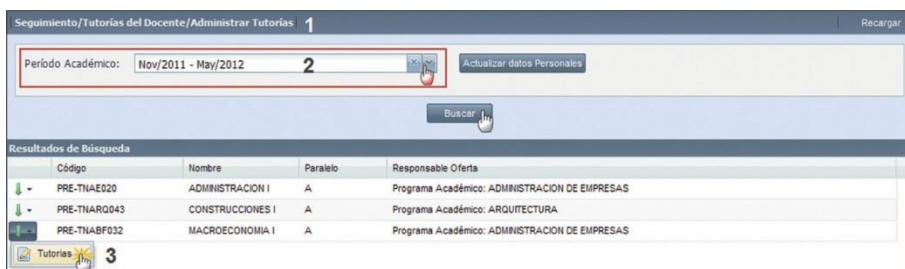 Seguimiento/Tutorías del Docente/Administrar Tutorias 1 Recargar
Período Académico: Nov/2011 - May/2012 2 Actualizar datos Personales
Buscar
Resultados de Búsqueda
Código Nombre Paralelo Responsable Oferta
PRE-TNAE020 ADMINISTRACION I A Programa Académico: ADMINISTRACION DE EMPRESAS
PRE-TNARQ043 CONSTRUCCIONES I A Programa Académico: ARQUITECTURA
PRE-TNABF032 MACROECONOMIA I A Programa Académico: ADMINISTRACION DE EMPRESAS
Tutorias 3